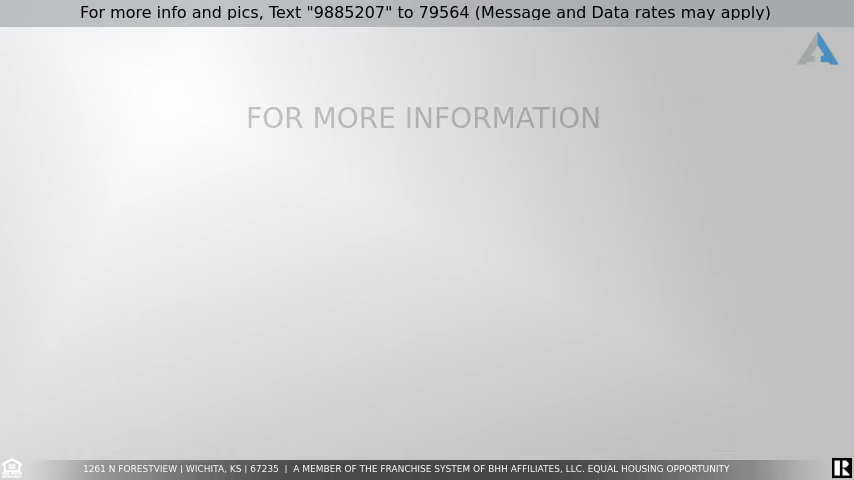 For more info and pics, Text "9885207" to 79564 (Message and Data rates may apply)
FOR MORE INFORMATION
1261 N FORESTVIEW | WICHITA, KS | 67235 | A MEMBER OF THE FRANCHISE SYSTEM OF BHH AFFILIATES, LLC. EQUAL HOUSING OPPORTUNITY